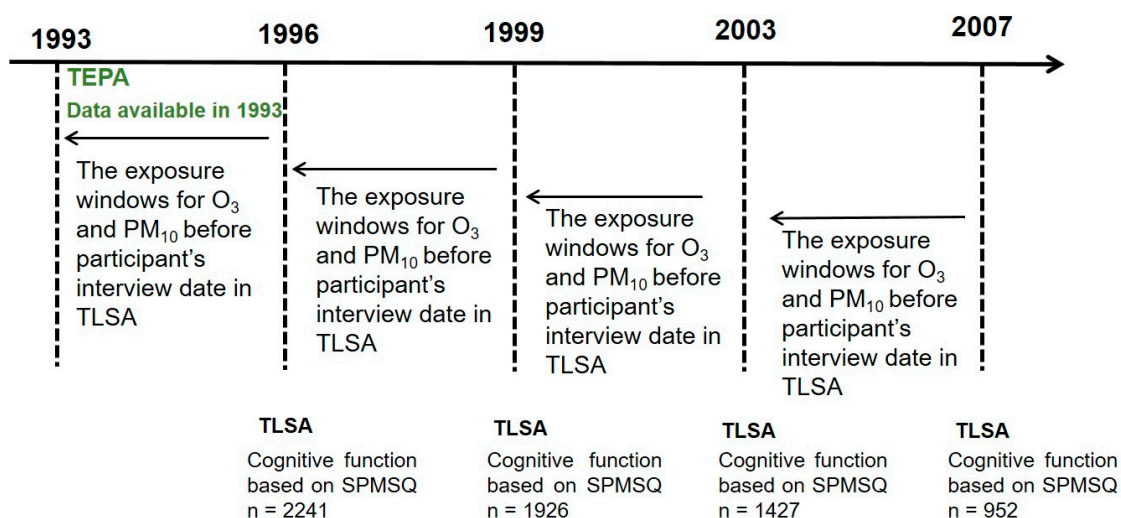 1993
1996
1999
2003
2007
TEPA
Data available in 1993
The exposure
windows for O₃
and PM₁₀ before
participant's
interview date in
TLSA
The exposure
windows for O₃
and PM₁₀ before
participant's
interview date in
TLSA
The exposure
windows for O₃
and PM₁₀ before
participant's
interview date in
TLSA
The exposure
windows for O₃
and PM₁₀ before
participant's
interview date in
TLSA
TLSA
Cognitive function
based on SPMSQ
n = 2241
TLSA
Cognitive function
based on SPMSQ
n = 1926
TLSA
Cognitive function
based on SPMSQ
n = 1427
TLSA
Cognitive function
based on SPMSQ
n = 952